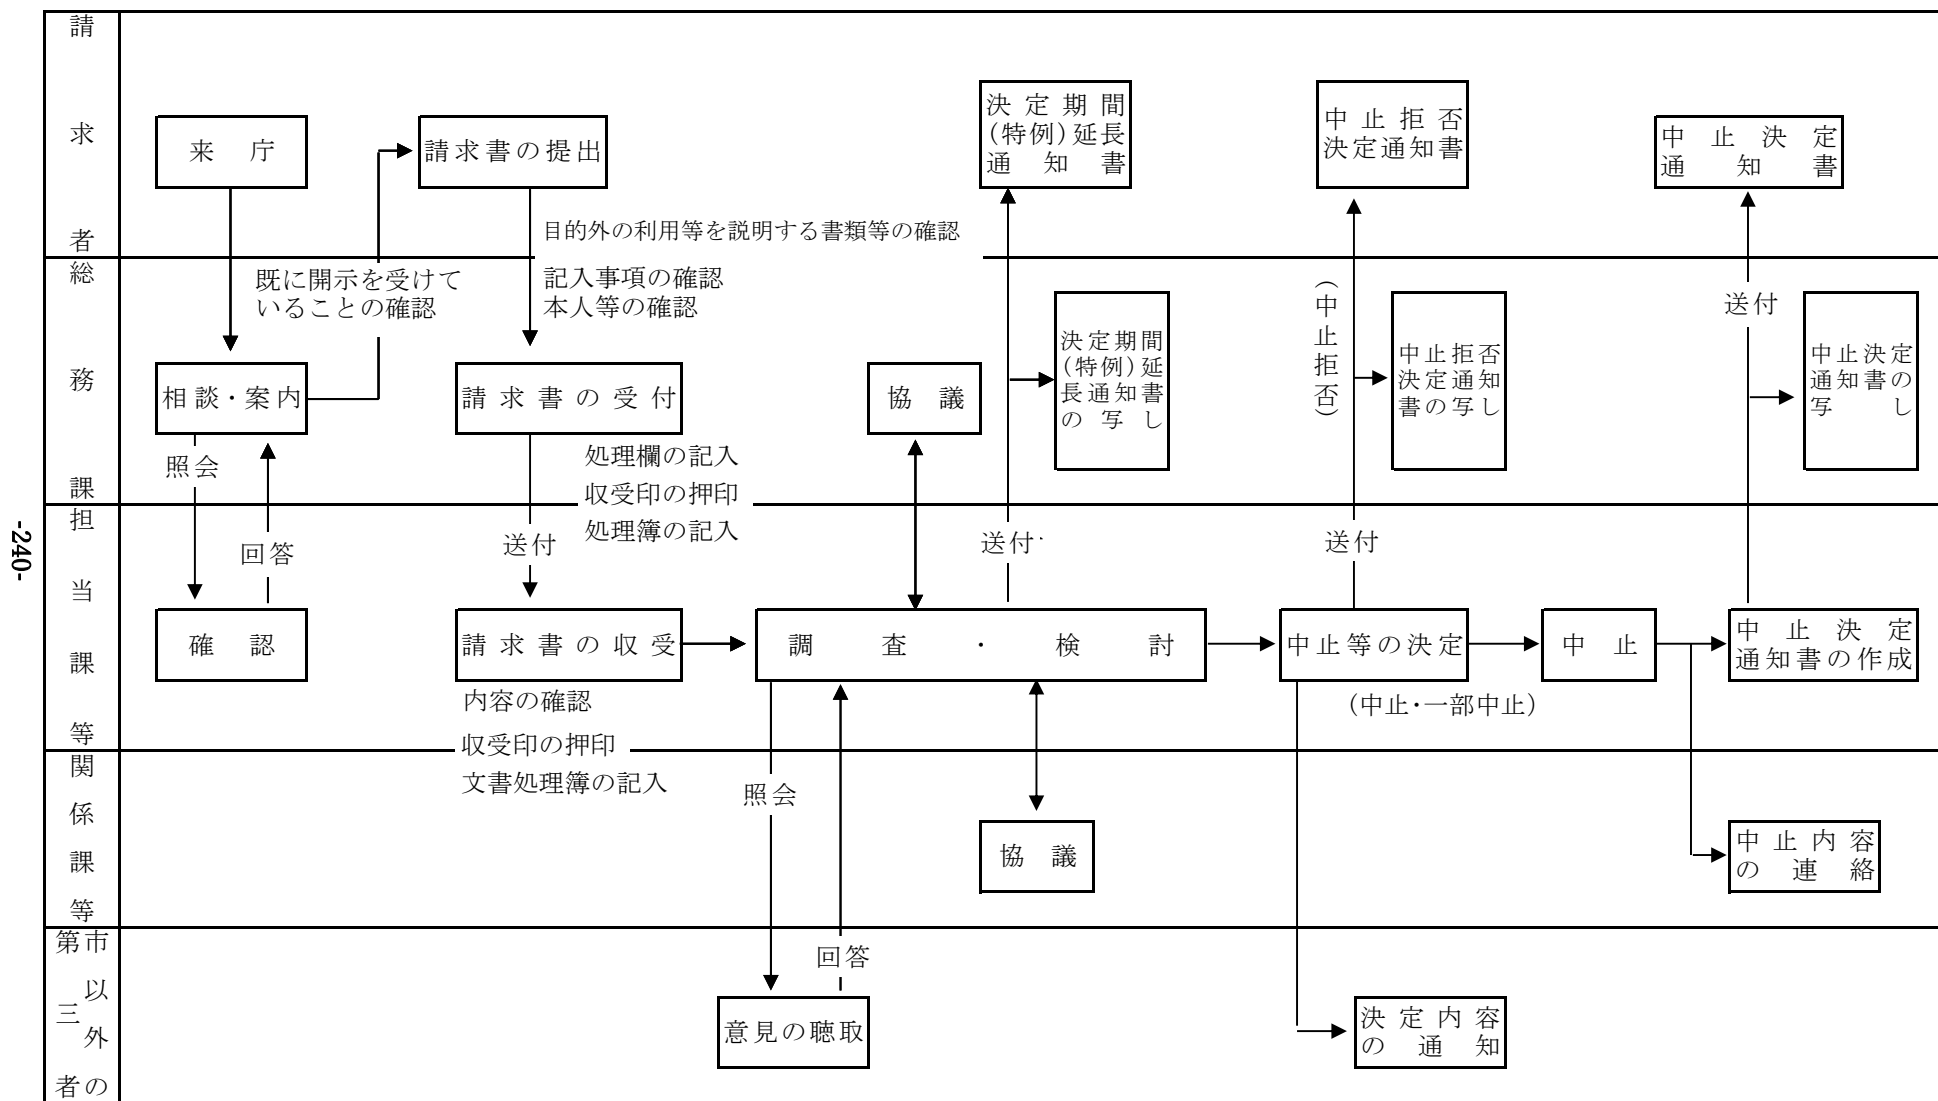 請求者
来庁
請求書の提出
決定期間
(特例)延長
通知書
中止拒否
決定通知書
中止決定
通知書
目的外の利用等を説明する書類等の確認
総務課
既に開示を受けて
いることの確認
記入事項の確認
本人等の確認
相談・案内
請求書の受付
協議
決定期間
(特例)延
長通知書
の写し
(中止拒否)
中止拒否
決定通知
書の写し
送付
中止決定
通知書の
写し
照会
回答
処理欄の記入
収受印の押印
処理簿の記入
担当課等
送付
送付
送付
確認
請求書の収受
調査・検討
中止等の決定
中止
中止決定
通知書の作成
内容の確認
収受印の押印
文書処理簿の記入
(中止・一部中止)
関係課等
照会
協議
中止内容
の連絡
市以外の
第三者
回答
意見の聴取
決定内容
の通知
-240-